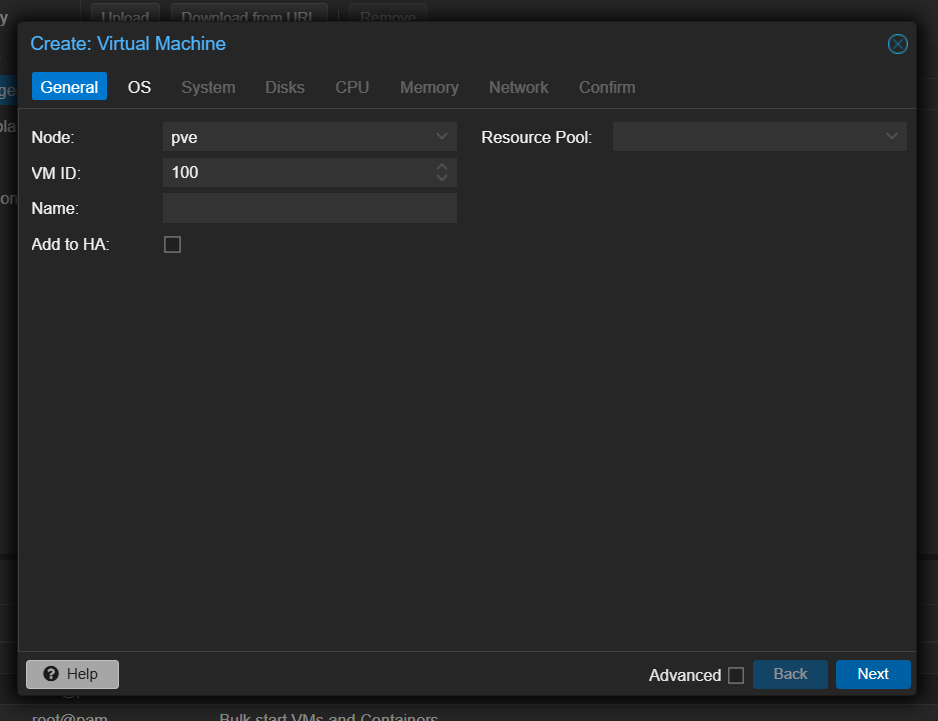 Upload Download from URL Remove
Create: Virtual Machine
General OS System Disks CPU Memory Network Confirm
Node: pve Resource Pool:
VM ID: 100
Name:
Add to HA:
Help Advanced Back Next
root@pam Bulk start VMs and Containers